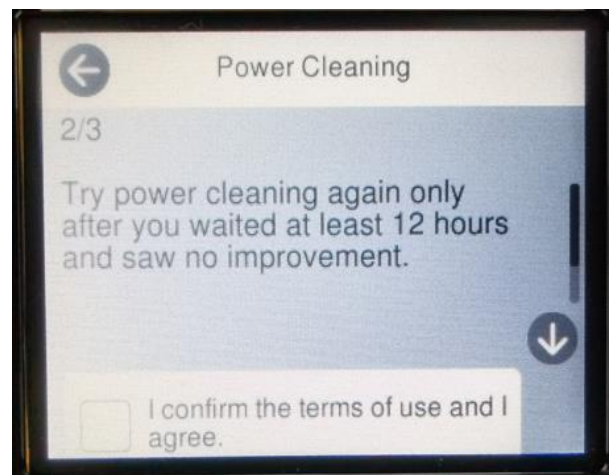 Power Cleaning
2/3
Try power cleaning again only
after you waited at least 12 hours
and saw no improvement.
I confirm the terms of use and I
agree.